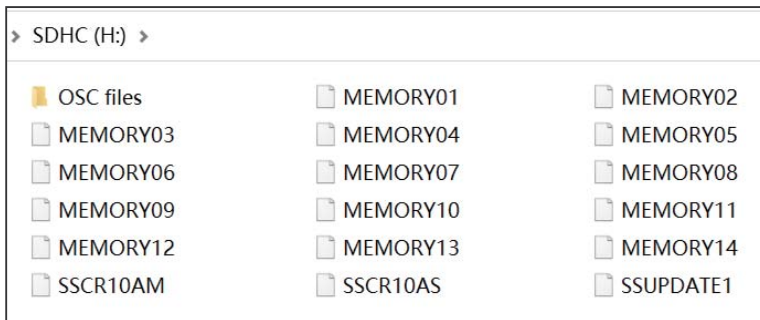 SDHC (H:)
OSC files MEMORY01 MEMORY02
MEMORY03 MEMORY04 MEMORY05
MEMORY06 MEMORY07 MEMORY08
MEMORY09 MEMORY10 MEMORY11
MEMORY12 MEMORY13 MEMORY14
SSCR10AM SSCR10AS SSUPDATE1